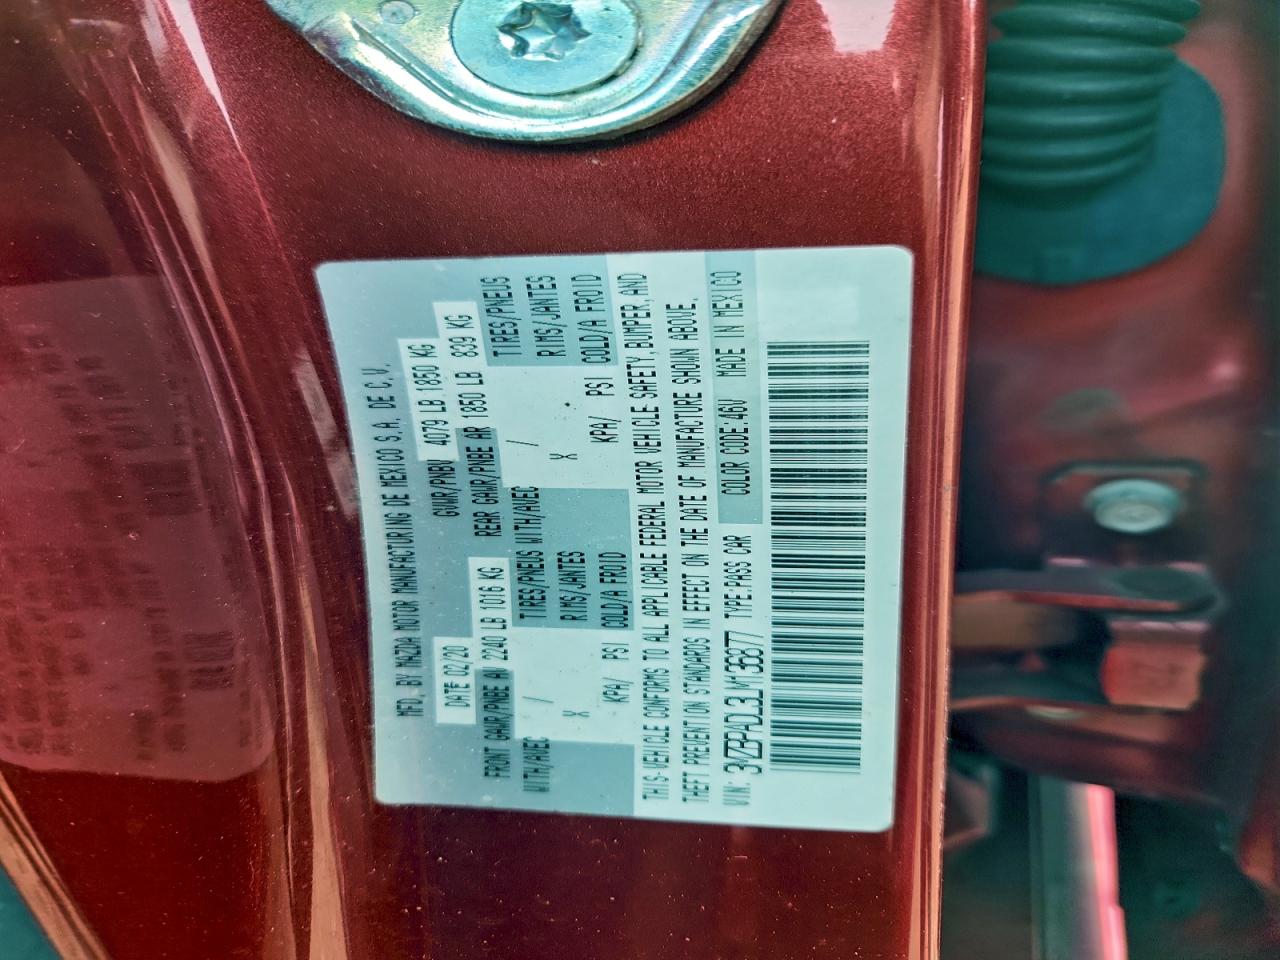 MFD. BY MAZDA MOTOR MANUFACTURING DE MEXICO S.A. DE C.V.
DATE 02/20 GVWR/PNBV 4079 LB 1850 KG
FRONT GAWR/PNBE AV 2240 LB 1016 KG REAR GAWR/PNBE AR 1850 LB 839 KG
WITH/AVEC / TIRES/PNEUS WITH/AVEC / TIRES/PNEUS
X RIMS/JANTES X RIMS/JANTES
KPA/ PSI COLD/A FROID KPA/ PSI COLD/A FROID
THIS VEHICLE CONFORMS TO ALL APPLICABLE FEDERAL MOTOR VEHICLE SAFETY, BUMPER, AND
THEFT PREVENTION STANDARDS IN EFFECT ON THE DATE OF MANUFACTURE SHOWN ABOVE.
VIN: TYPE: PASS CAR COLOR CODE: 46V MADE IN MEXICO